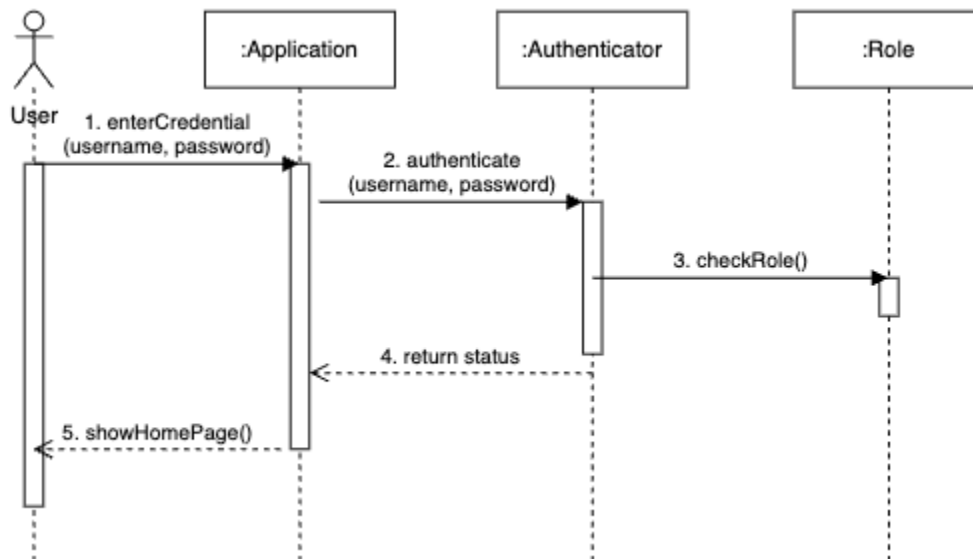 :Application
:Authenticator
:Role
User
1. enterCredential
(username, password)
2. authenticate
(username, password)
3. checkRole()
4. return status
5. showHomePage()